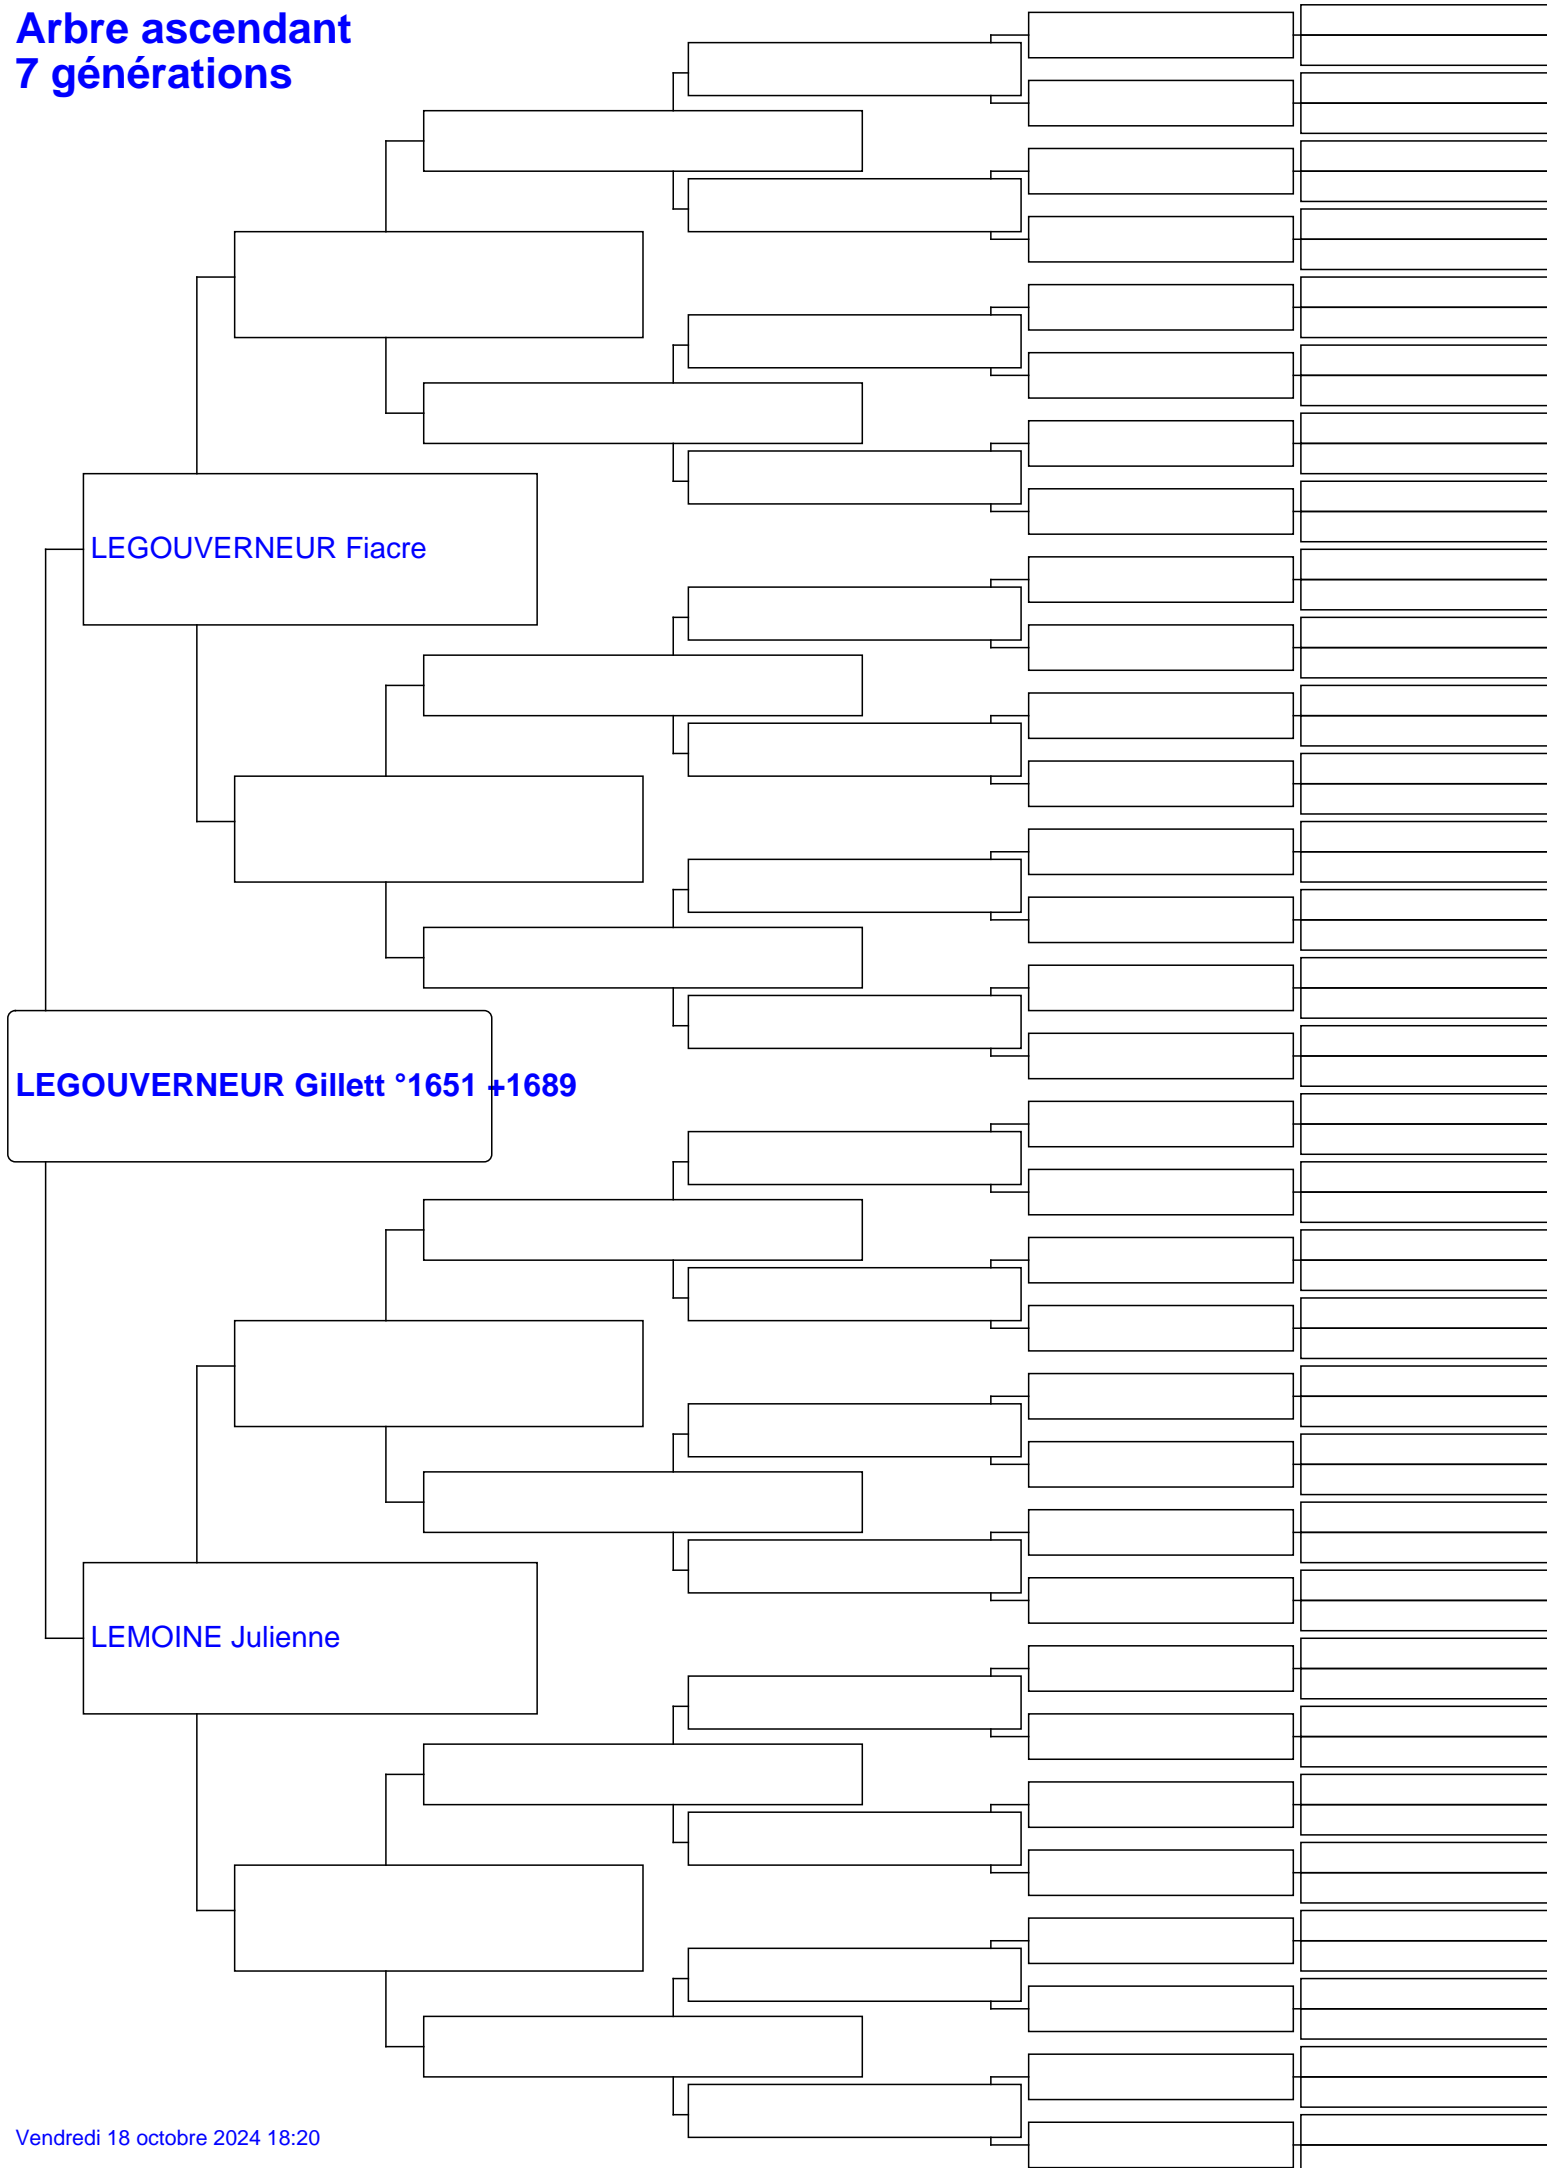 Arbre ascendant
7 générations
LEGOUVERNEUR Fiacre
LEGOUVERNEUR Gillett °1651 +1689
LEMOINE Julienne
Vendredi 18 octobre 2024 18:20